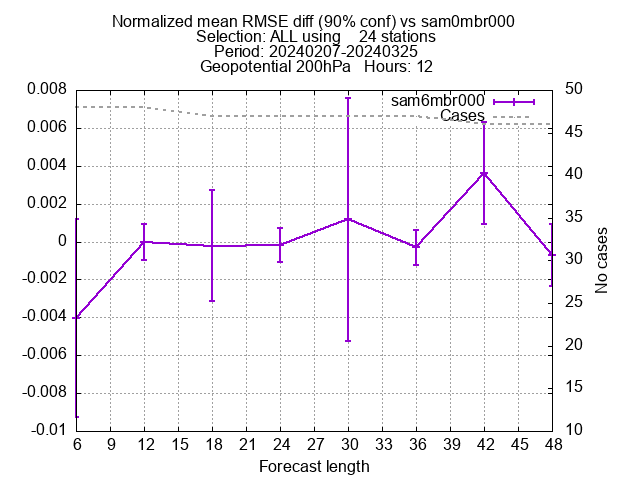 Normalized mean RMSE diff (90% conf) vs sam0mbr000
Selection: ALL using    24 stations
Period: 20240207-20240325
Geopotential 200hPa   Hours: 12
sam6mbr000
Cases
0.008
0.006
0.004
0.002
0
-0.002
-0.004
-0.006
-0.008
-0.01
50
45
40
35
30
25
20
15
10
No cases
6 9 12 15 18 21 24 27 30 33 36 39 42 45 48
Forecast length